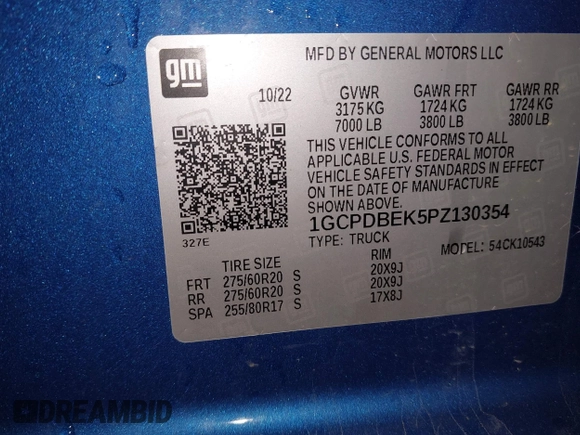 gm
MFD BY GENERAL MOTORS LLC
10/22 GVWR GAWR FRT GAWR RR
3175 KG 1724 KG 1724 KG
7000 LB 3800 LB 3800 LB
THIS VEHICLE CONFORMS TO ALL
APPLICABLE U.S. FEDERAL MOTOR
VEHICLE SAFETY STANDARDS IN EFFECT
ON THE DATE OF MANUFACTURE
SHOWN ABOVE.
1GCPDBEK5PZ130354
327E
TYPE: TRUCK MODEL: 54CK10543
TIRE SIZE RIM
FRT 275/60R20 S 20X9J
RR 275/60R20 S 20X9J
SPA 255/80R17 S 17X8J
DREAMBID